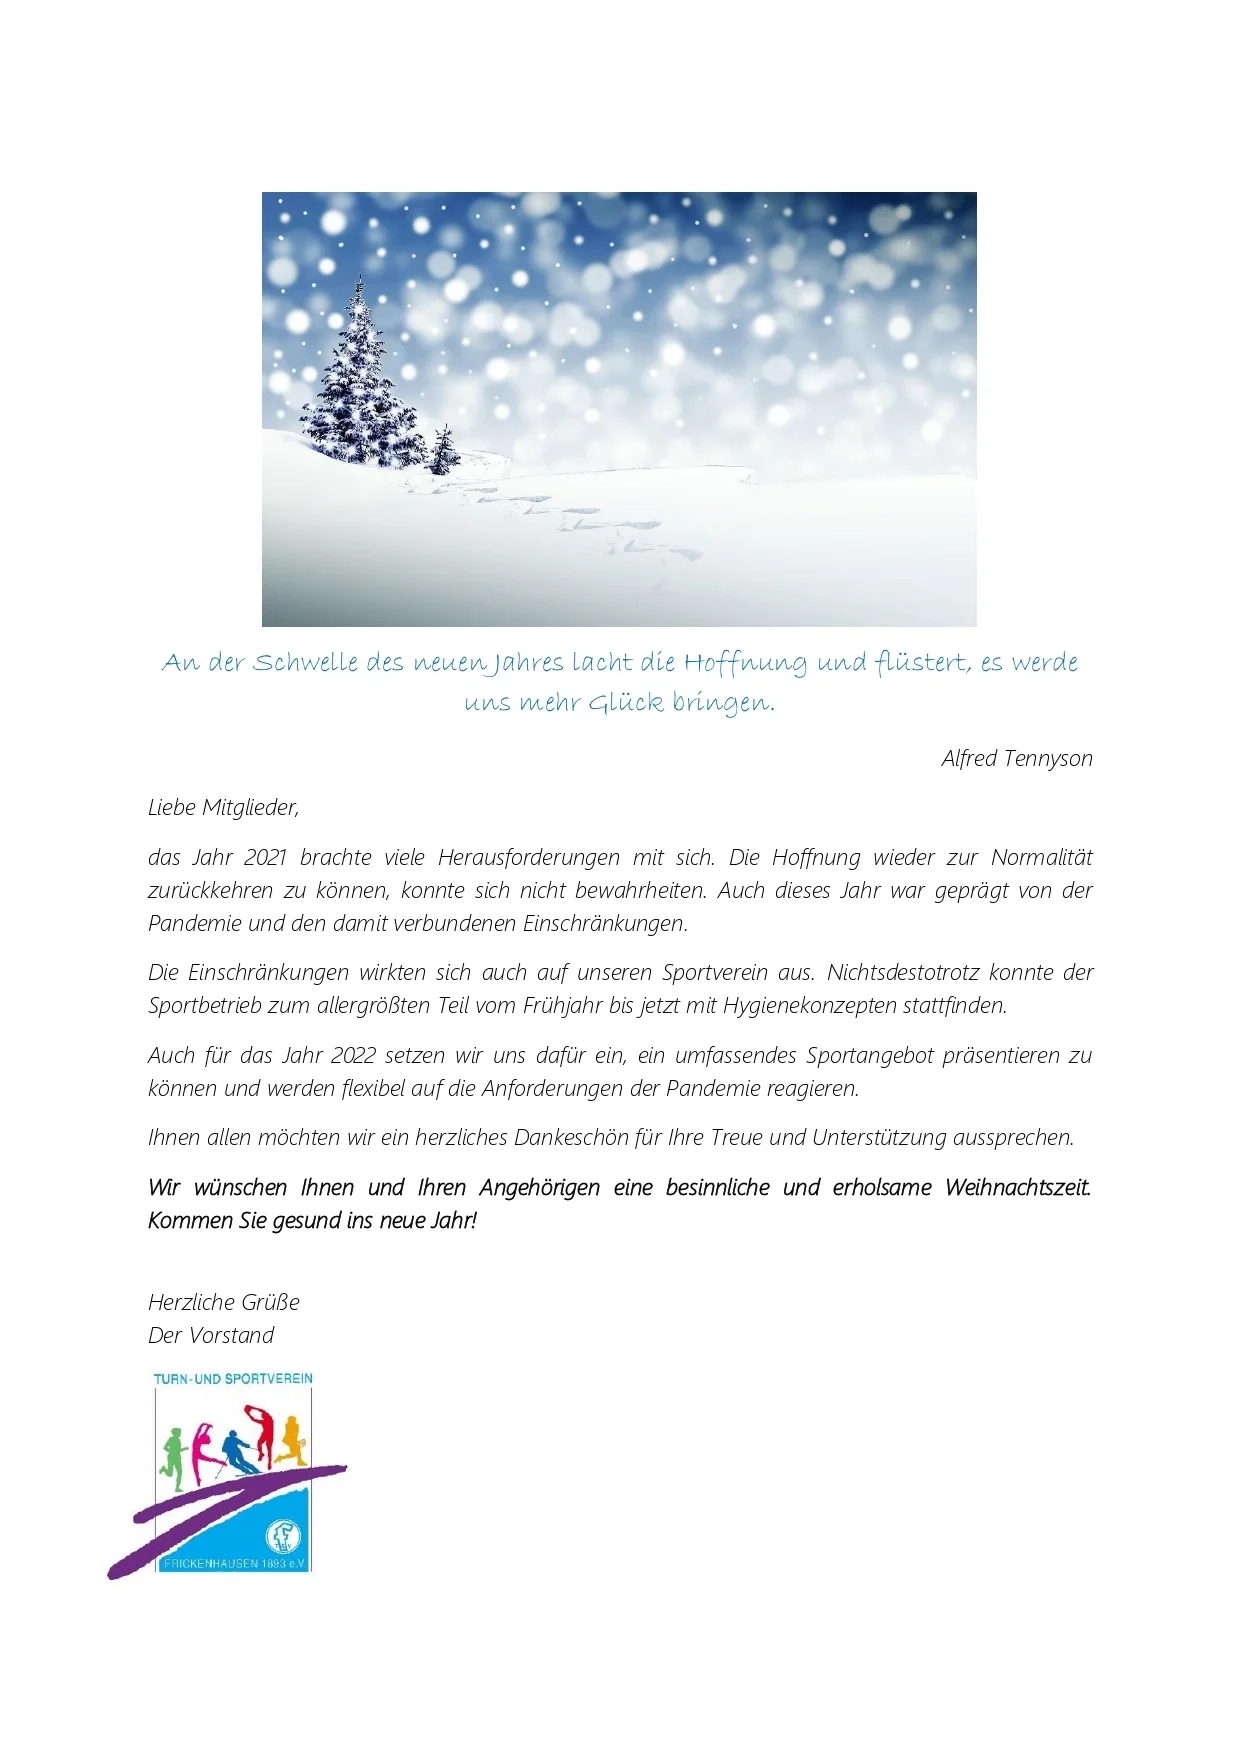 An der Schwelle des neuen Jahres lacht die Hoffnung und flüstert, es werde
uns mehr Glück bringen.
Alfred Tennyson
Liebe Mitglieder,
das Jahr 2021 brachte viele Herausforderungen mit sich. Die Hoffnung wieder zur Normalität
zurückkehren zu können, konnte sich nicht bewahrheiten. Auch dieses Jahr war geprägt von der
Pandemie und den damit verbundenen Einschränkungen.
Die Einschränkungen wirkten sich auch auf unseren Sportverein aus. Nichtsdestotrotz konnte der
Sportbetrieb zum allergrößten Teil vom Frühjahr bis jetzt mit Hygienekonzepten stattfinden.
Auch für das Jahr 2022 setzen wir uns dafür ein, ein umfassendes Sportangebot präsentieren zu
können und werden flexibel auf die Anforderungen der Pandemie reagieren.
Ihnen allen möchten wir ein herzliches Dankeschön für Ihre Treue und Unterstützung aussprechen.
Wir wünschen Ihnen und Ihren Angehörigen eine besinnliche und erholsame Weihnachtszeit.
Kommen Sie gesund ins neue Jahr!
Herzliche Grüße
Der Vorstand
TURN-UND SPORTVEREIN
TSV
FRICKENHAUSEN 1893 e.V.